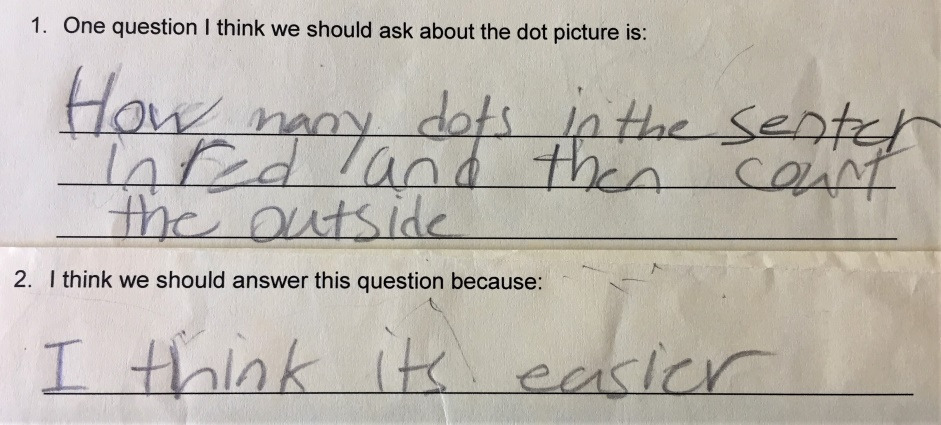 1. One question I think we should ask about the dot picture is:
How many dots in the senter
in red and then count
the outside
2. I think we should answer this question because:
I think its easier